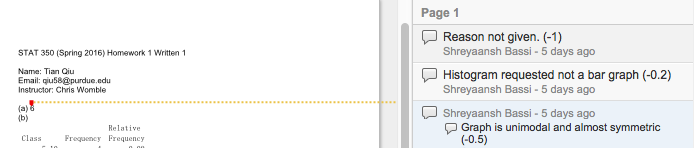 STAT 350 (Spring 2016) Homework 1 Written 1
Name: Tian Qiu
Email: qiu58@purdue.edu
Instructor: Chris Womble
(a) 6
(b)
Relative
Class Frequency Frequency
Page 1
Reason not given. (-1)
Shreyaansh Bassi - 5 days ago
Histogram requested not a bar graph (-0.2)
Shreyaansh Bassi - 5 days ago
Shreyaansh Bassi - 5 days ago
Graph is unimodal and almost symmetric
(-0.5)